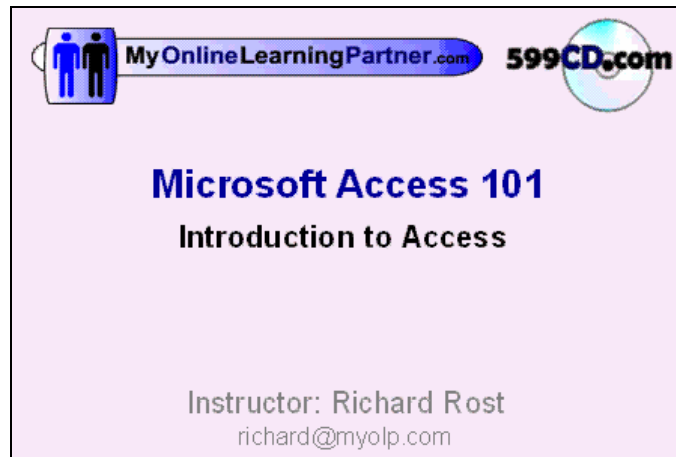 MyOnlineLearningPartner.com
599CD.com
Microsoft Access 101
Introduction to Access
Instructor: Richard Rost
richard@myolp.com